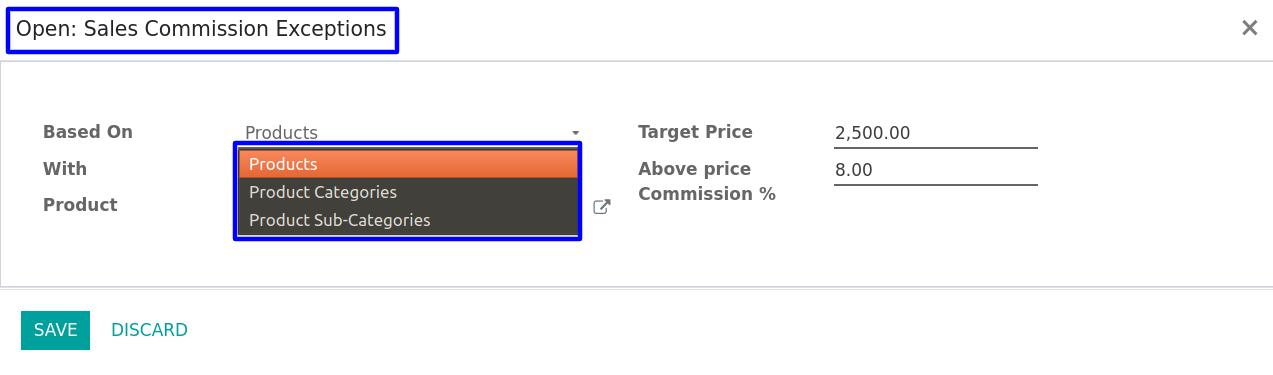 Open: Sales Commission Exceptions
×
Based On
Products
Products
Product Categories
Product Sub-Categories
With
Product
Target Price
2,500.00
Above price
Commission %
8.00
SAVE
DISCARD